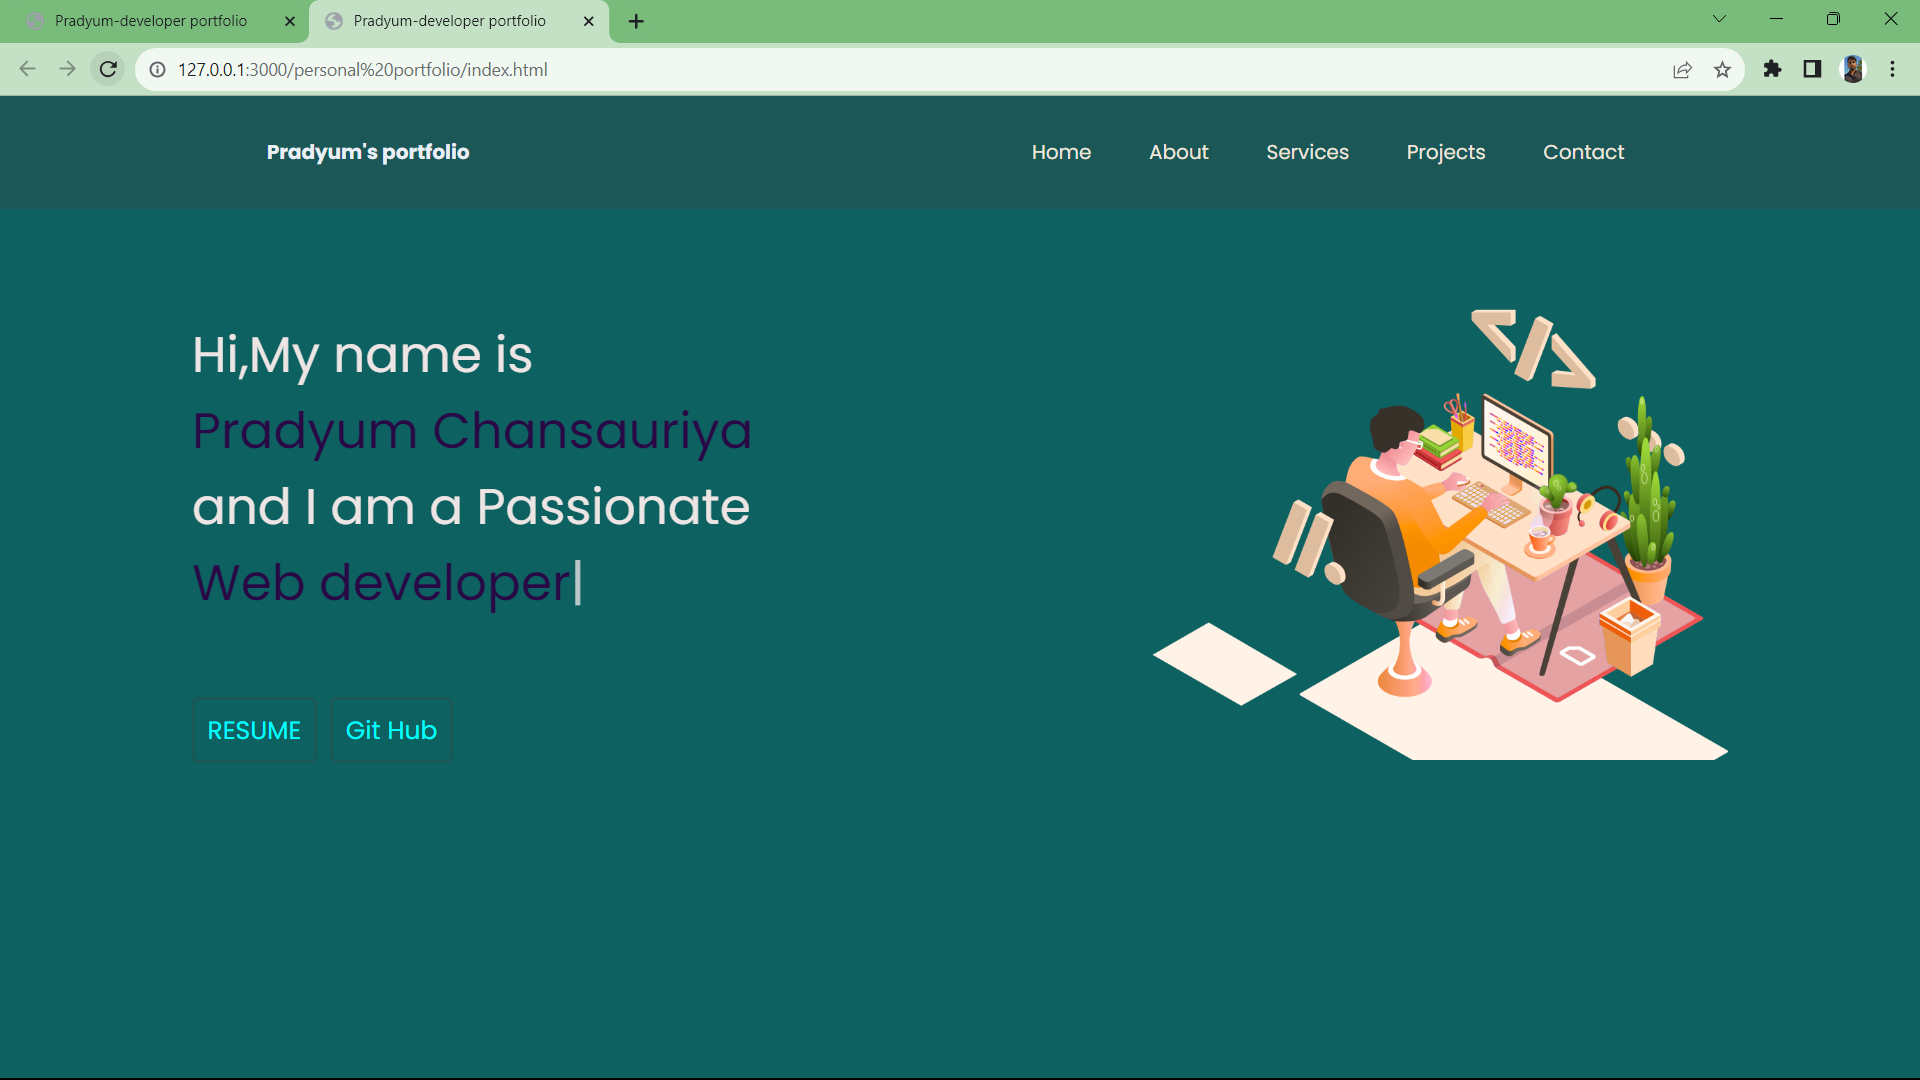 Pradyum-developer portfolio
Pradyum-developer portfolio
127.0.0.1:3000/personal%20portfolio/index.html
Pradyum's portfolio
Home
About
Services
Projects
Contact
Hi,My name is
Pradyum Chansauriya
and I am a Passionate
Web developer|
RESUME
Git Hub